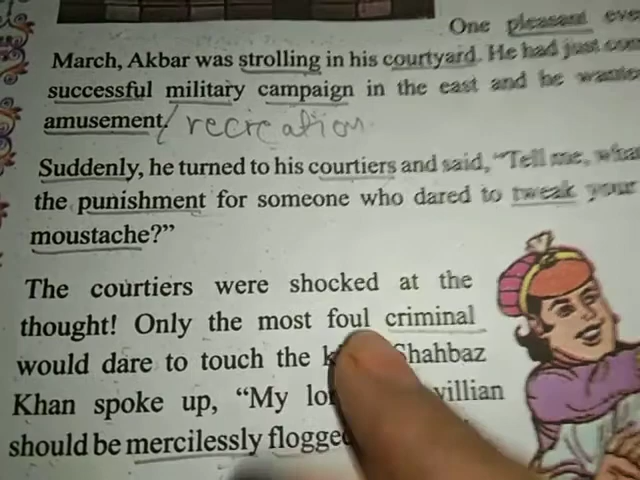 One pleasant eve
March, Akbar was strolling in his courtyard. He had just com
successful military campaign in the east and he wante
amusement/ recreation
Suddenly, he turned to his courtiers and said, "Tell me, wha
the punishment for someone who dared to tweak your
moustache?"
The courtiers were shocked at the
thought! Only the most foul criminal
would dare to touch the k Shahbaz
Khan spoke up, "My lo villian
should be mercilessly flogged